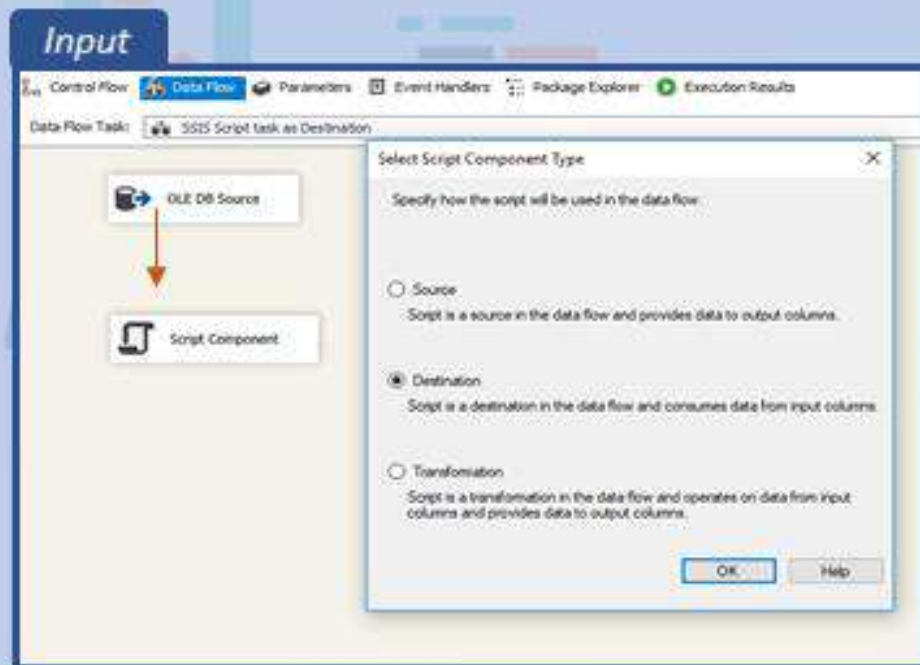 Input
Control Flow Data Flow Parameters Event Handlers Package Explorer Execution Results
Data Flow Task: SSIS Script task as Destination
Select Script Component Type
Specify how the script will be used in the data flow.
OLE DB Source
Source
Script is a source in the data flow and provides data to output columns.
Script Component
Destination
Script is a destination in the data flow and consumes data from input columns.
Transformation
Script is a transformation in the data flow and operates on data from input
columns and provides data to output columns.
OK Help